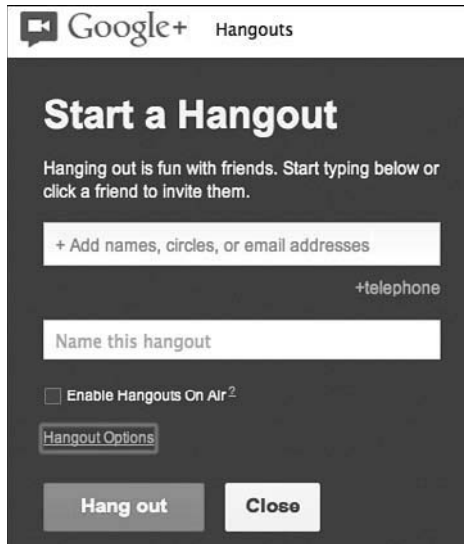 Google+ Hangouts
Start a Hangout
Hanging out is fun with friends. Start typing below or
click a friend to invite them.
+ Add names, circles, or email addresses
+telephone
Name this hangout
Enable Hangouts On Air ?
Hangout Options
Hang out Close